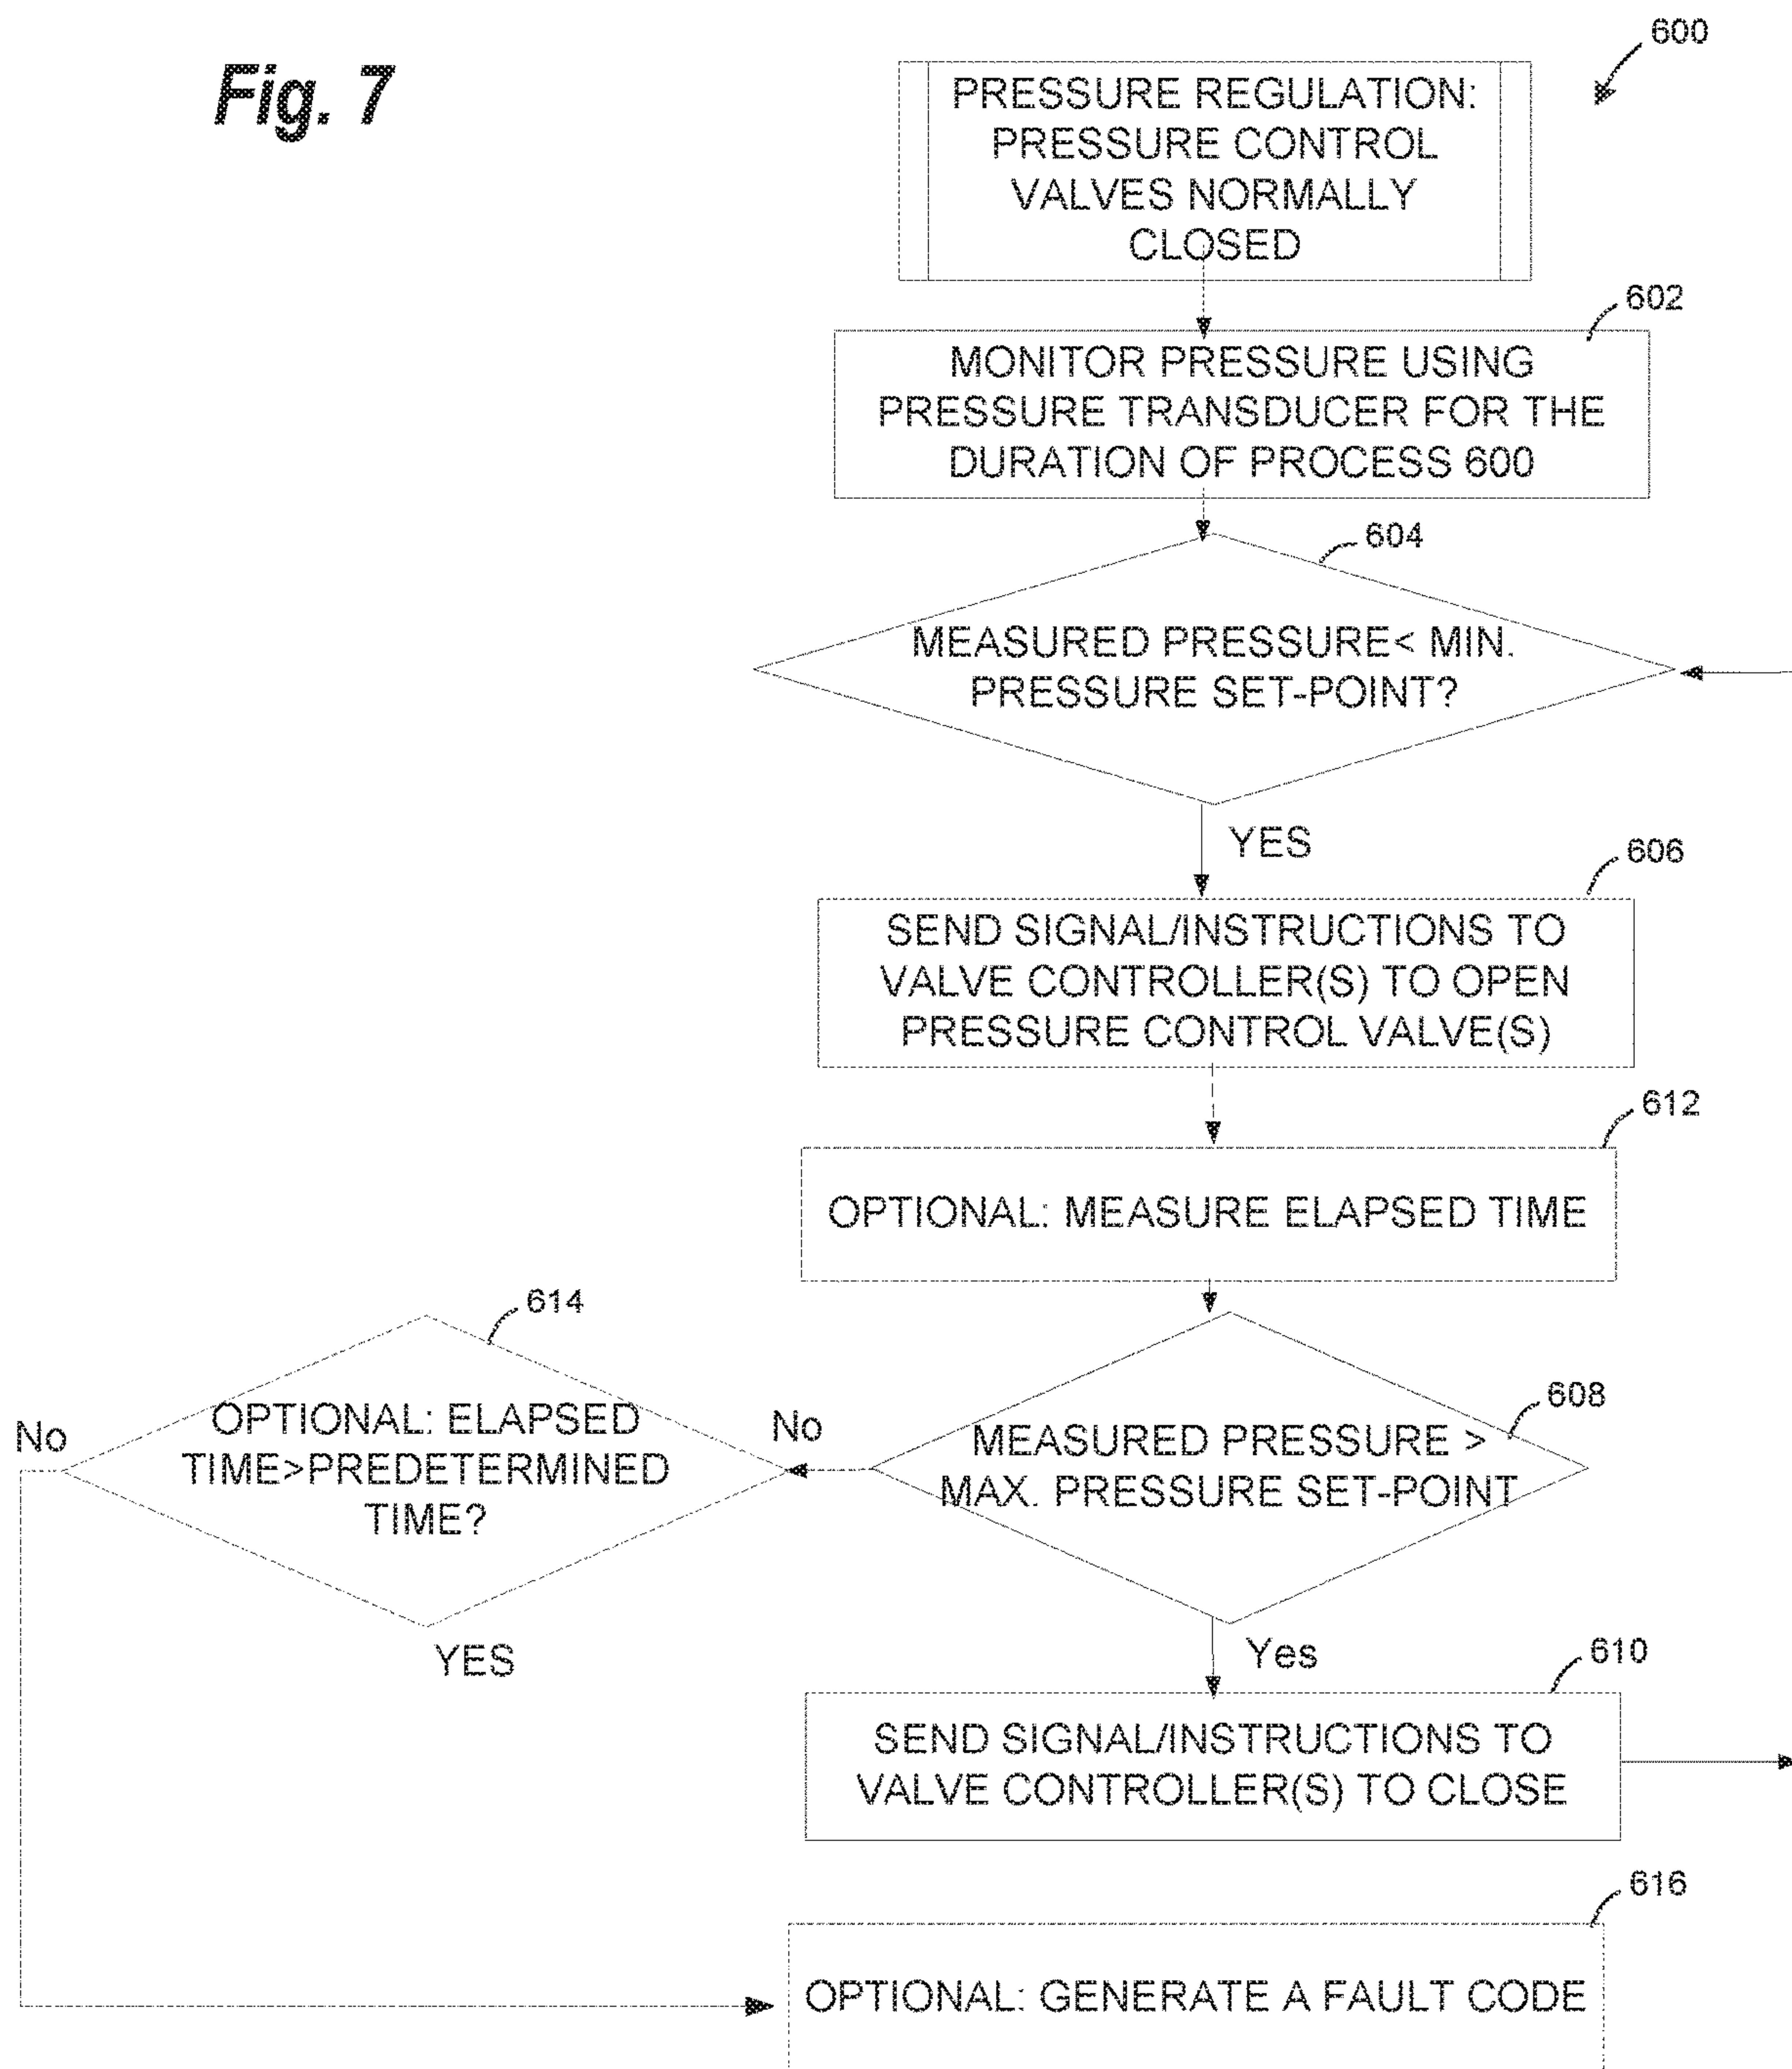 Fig. 7
600
PRESSURE REGULATION:
PRESSURE CONTROL
VALVES NORMALLY
CLOSED
602
MONITOR PRESSURE USING
PRESSURE TRANSDUCER FOR THE
DURATION OF PROCESS 600
604
MEASURED PRESSURE< MIN.
PRESSURE SET-POINT?
YES
606
SEND SIGNAL/INSTRUCTIONS TO
VALVE CONTROLLER(S) TO OPEN
PRESSURE CONTROL VALVE(S)
612
OPTIONAL: MEASURE ELAPSED TIME
614
OPTIONAL: ELAPSED
TIME>PREDETERMINED
TIME?
No
YES
No
608
MEASURED PRESSURE >
MAX. PRESSURE SET-POINT
Yes
610
SEND SIGNAL/INSTRUCTIONS TO
VALVE CONTROLLER(S) TO CLOSE
616
OPTIONAL: GENERATE A FAULT CODE